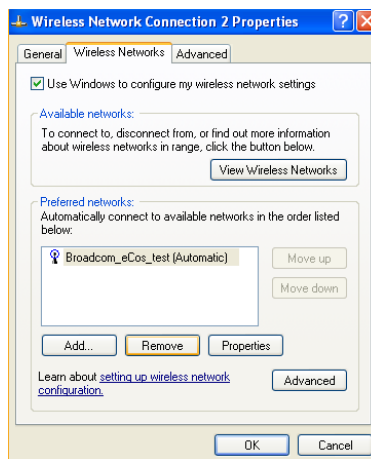 Wireless Network Connection 2 Properties
General
Wireless Networks
Advanced
Use Windows to configure my wireless network settings
Available networks:
To connect to, disconnect from, or find out more information
about wireless networks in range, click the button below.
View Wireless Networks
Preferred networks:
Automatically connect to available networks in the order listed
below:
Broadcom_eCos_test (Automatic)
Move up
Move down
Add...
Remove
Properties
Learn about setting up wireless network
configuration.
Advanced
OK
Cancel